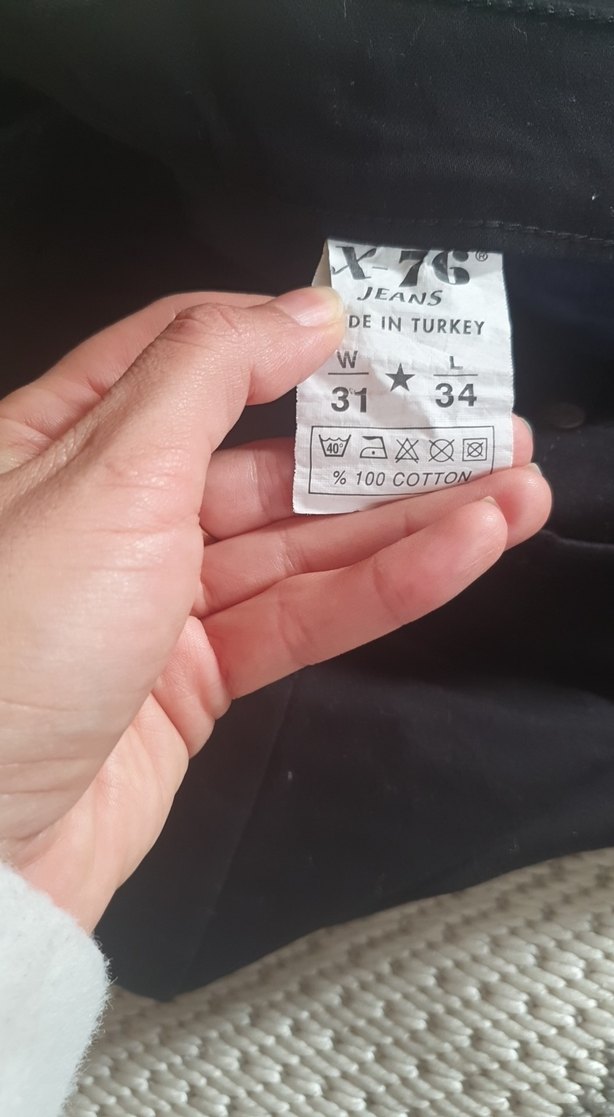 X-76®
JEANS
DE IN TURKEY
W L
31 ★ 34
40°
% 100 COTTON